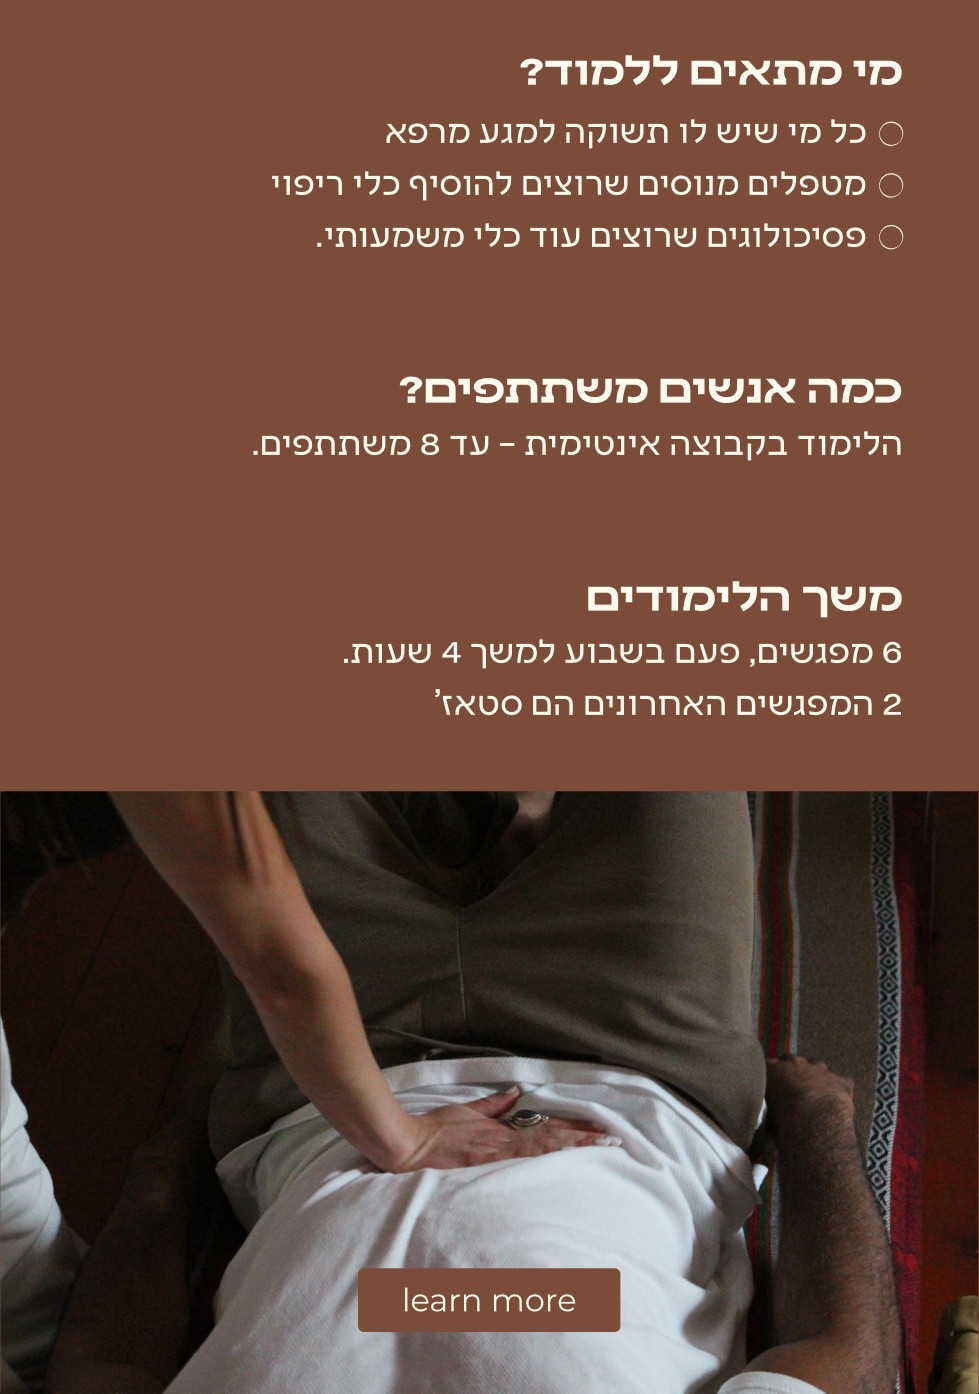 מי מתאים ללמוד?
כל מי שיש לו תשוקה למגע מרפא
מטפלים מנוסים שרוצים להוסיף כלי ריפוי
פסיכולוגים שרוצים עוד כלי משמעותי.
כמה אנשים משתתפים?
הלימוד בקבוצה אינטימית – עד 8 משתתפים.
משך הלימודים
6 מפגשים, פעם בשבוע למשך 4 שעות.
2 המפגשים האחרונים הם סטאז'
learn more